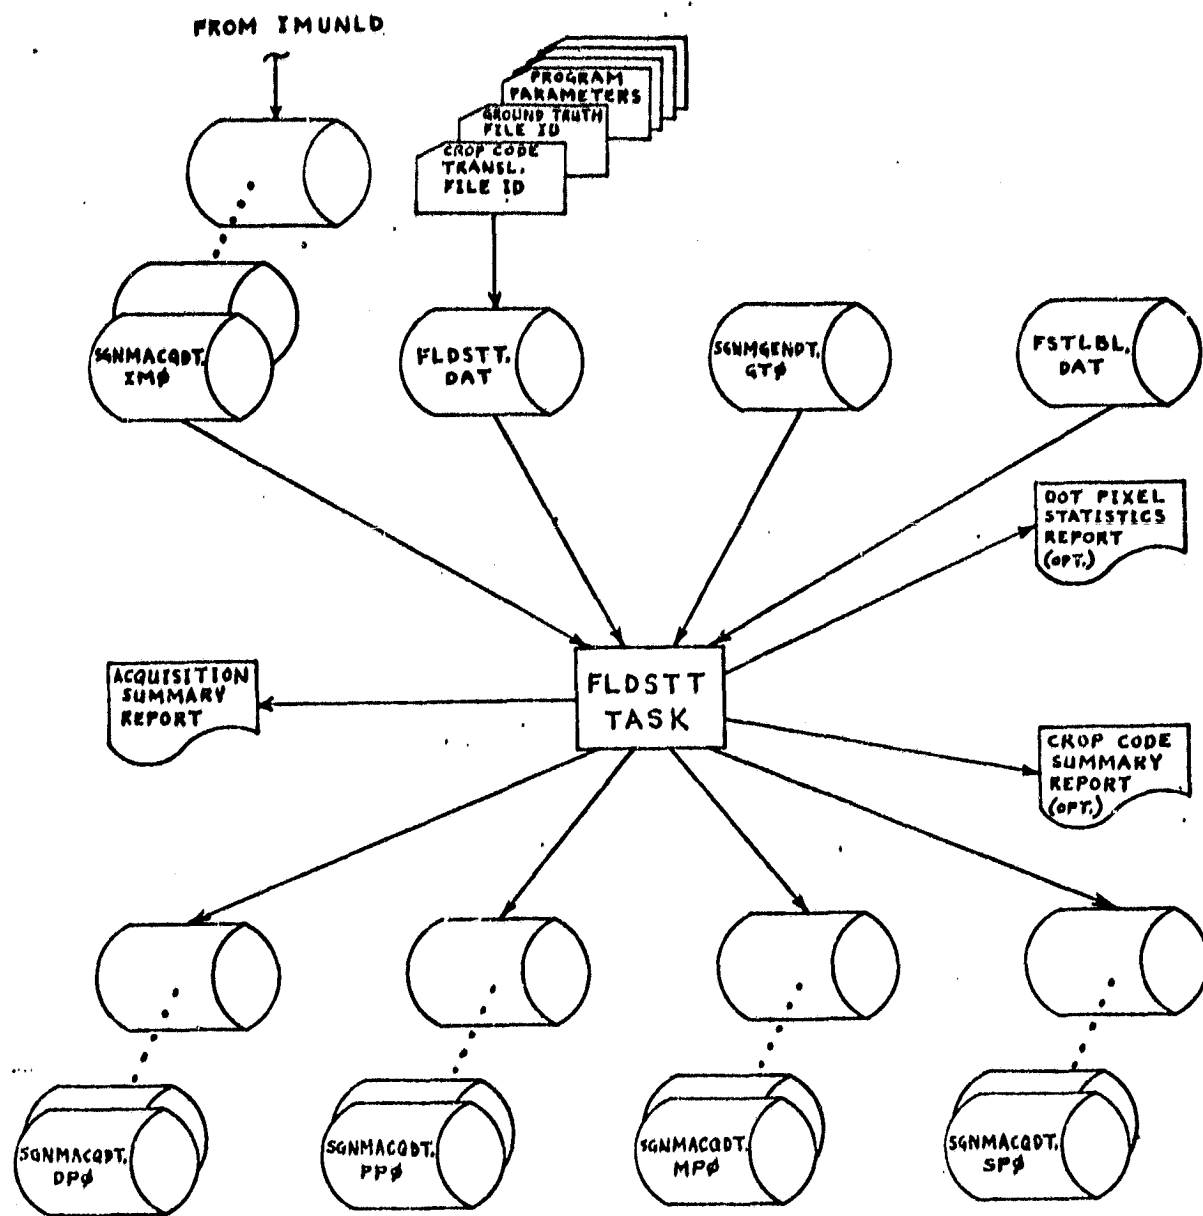 FROM IMUNLD
PROGRAM
PARAMETERS
GROUND TRUTH
FILE ID
CROP CODE
TRANSL.
FILE ID
SGNMACQDT.
IMØ
FLDSTT.
DAT
SGNMGENDT.
GTØ
FSTLBL.
DAT
DOT PIXEL
STATISTICS
REPORT
(OPT.)
FLDSTT
TASK
ACQUISITION
SUMMARY
REPORT
CROP CODE
SUMMARY
REPORT
(OPT.)
SGNMACQDT.
DPØ
SGNMACQDT.
PPØ
SGNMACQDT.
MPØ
SGNMACQDT.
SPØ